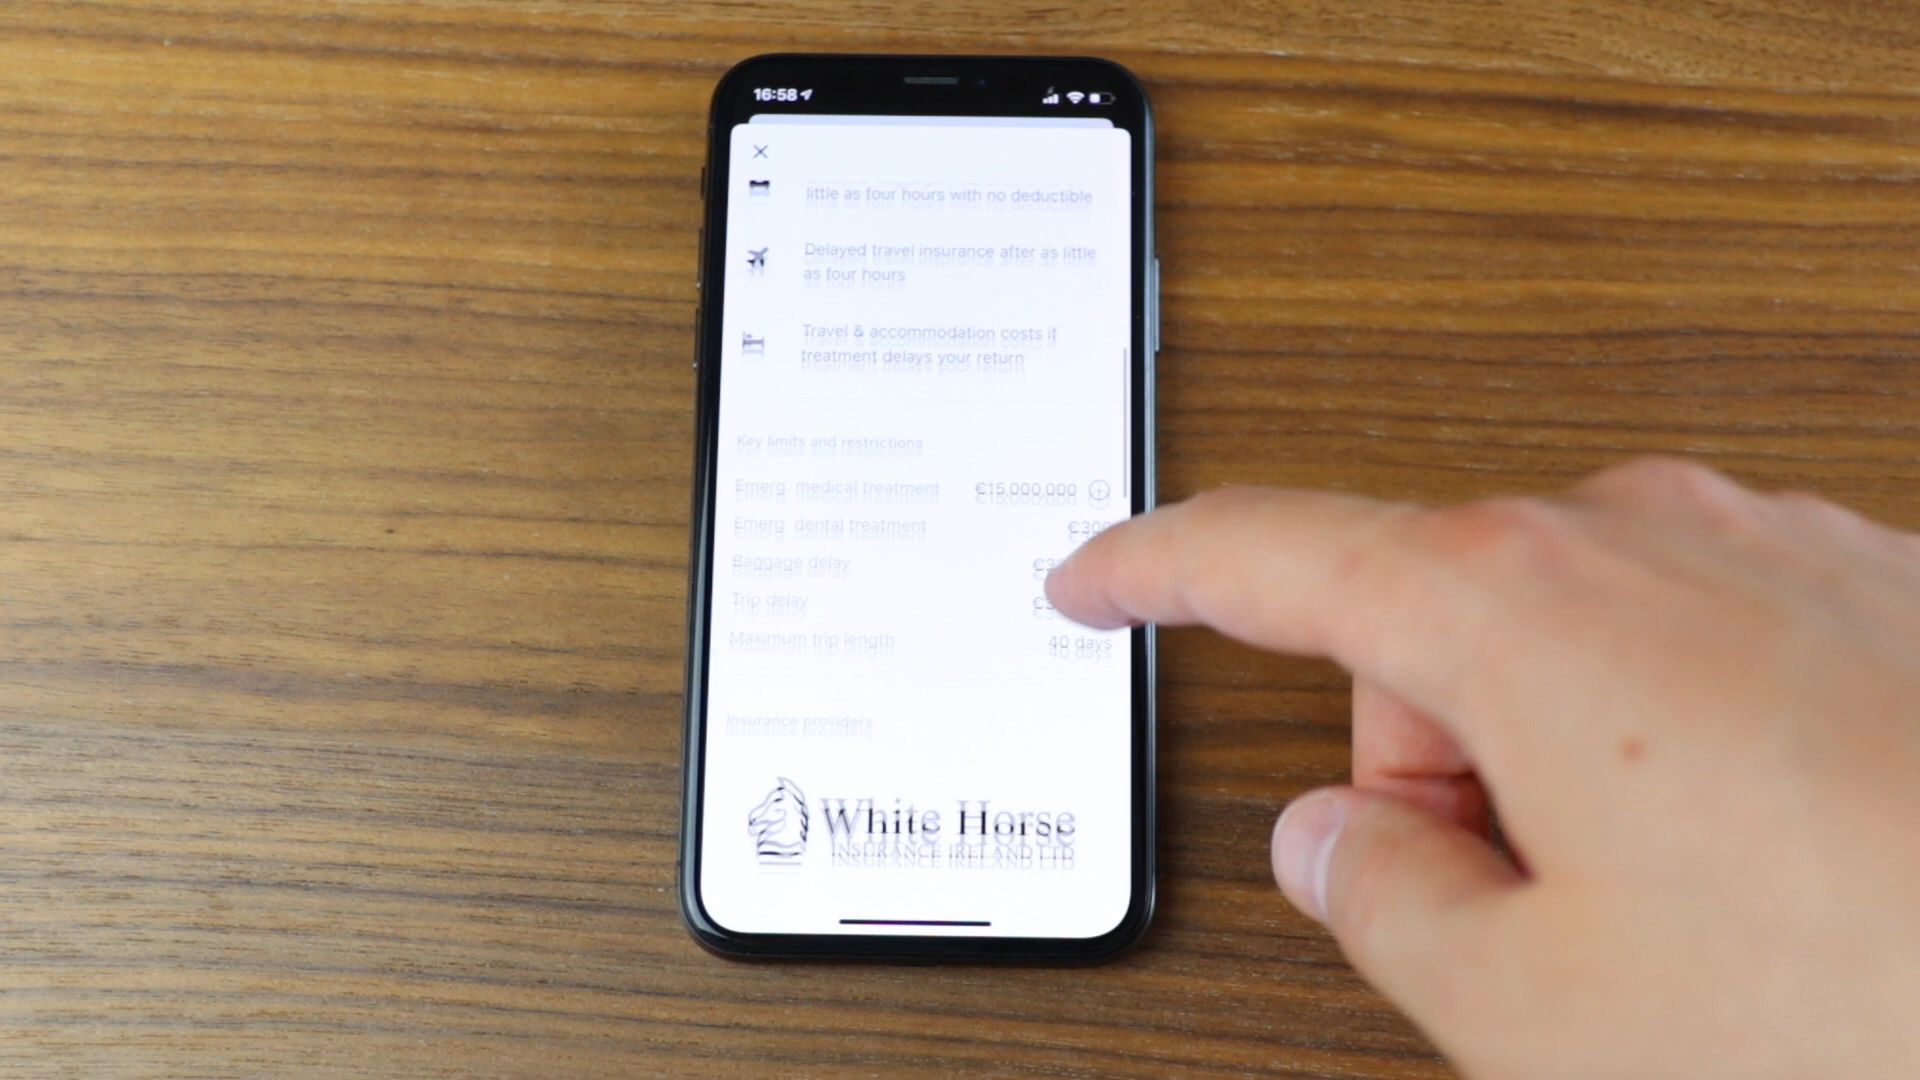 16:58
little as four hours with no deductible
Delayed travel insurance after as little
as four hours
Travel & accommodation costs if
treatment delays your return
Key limits and restrictions
Emerg. medical treatment €15,000,000
Emerg. dental treatment €300
Baggage delay
Trip delay
Maximum trip length 40 days
Insurance providers
White Horse
INSURANCE IRELAND LTD